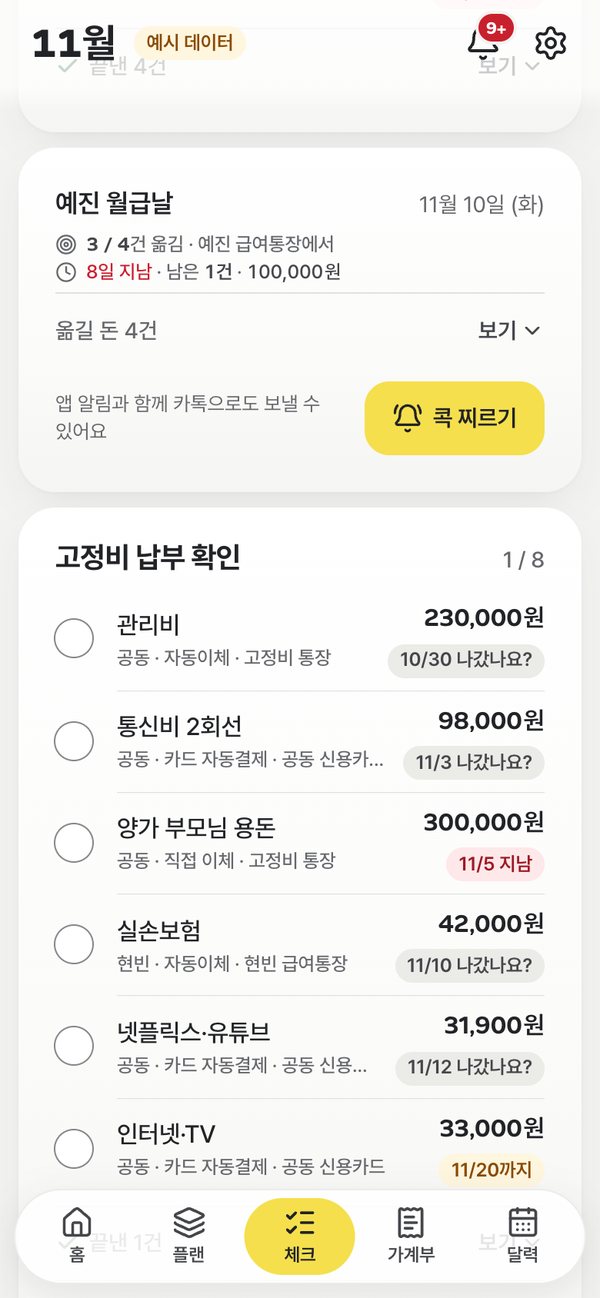 11월
예시 데이터
9+
끝낸 4건
보기
예진 월급날
11월 10일 (화)
3 / 4건 옮김 · 예진 급여통장에서
8일 지남 · 남은 1건 · 100,000원
옮길 돈 4건
보기
앱 알림과 함께 카톡으로도 보낼 수
있어요
콕 찌르기
고정비 납부 확인
1 / 8
관리비
230,000원
공동 · 자동이체 · 고정비 통장
10/30 나갔나요?
통신비 2회선
98,000원
공동 · 카드 자동결제 · 공동 신용카...
11/3 나갔나요?
양가 부모님 용돈
300,000원
공동 · 직접 이체 · 고정비 통장
11/5 지남
실손보험
42,000원
현빈 · 자동이체 · 현빈 급여통장
11/10 나갔나요?
넷플릭스·유튜브
31,900원
공동 · 카드 자동결제 · 공동 신용...
11/12 나갔나요?
인터넷·TV
33,000원
공동 · 카드 자동결제 · 공동 신용카드
11/20까지
끝낸 1건
보기
홈
플랜
체크
가계부
달력